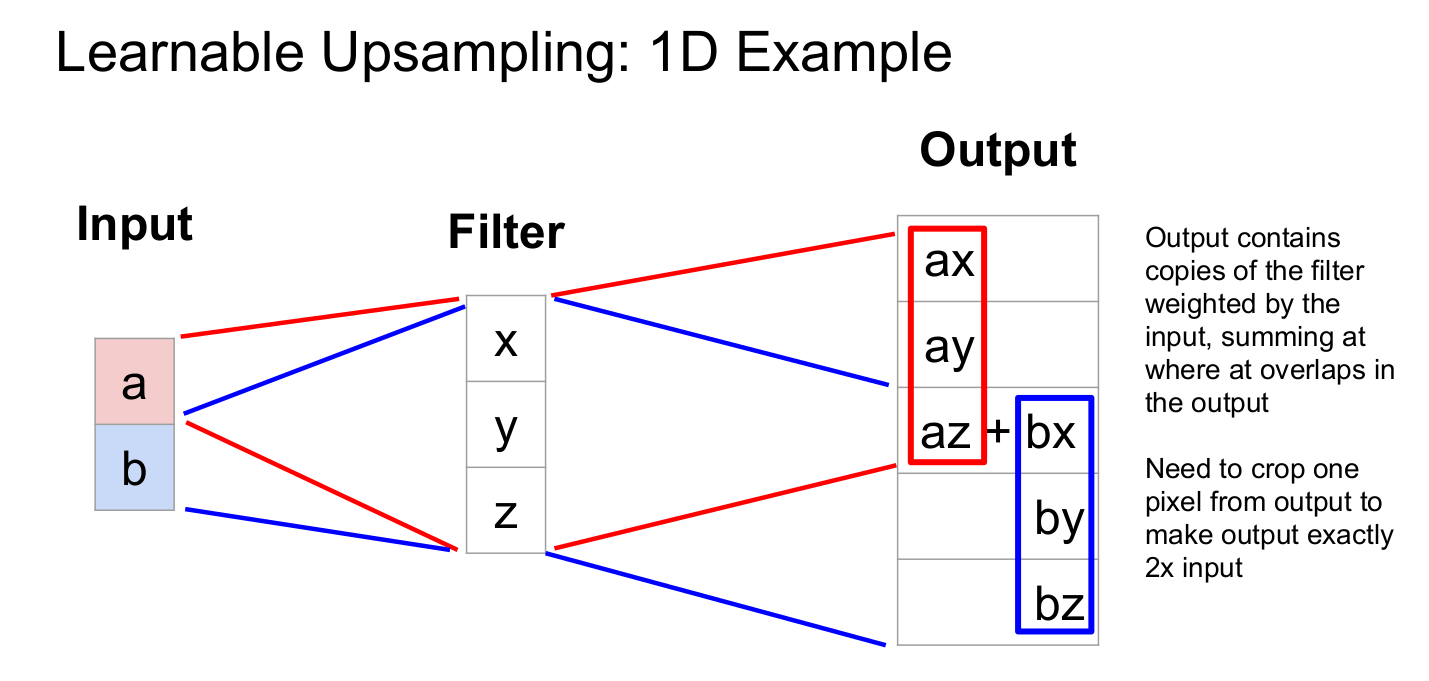 Learnable Upsampling: 1D Example
Output
Input
Filter
a
b
x
y
z
ax
ay
az + bx
by
bz
Output contains
copies of the filter
weighted by the
input, summing at
where at overlaps in
the output
Need to crop one
pixel from output to
make output exactly
2x input